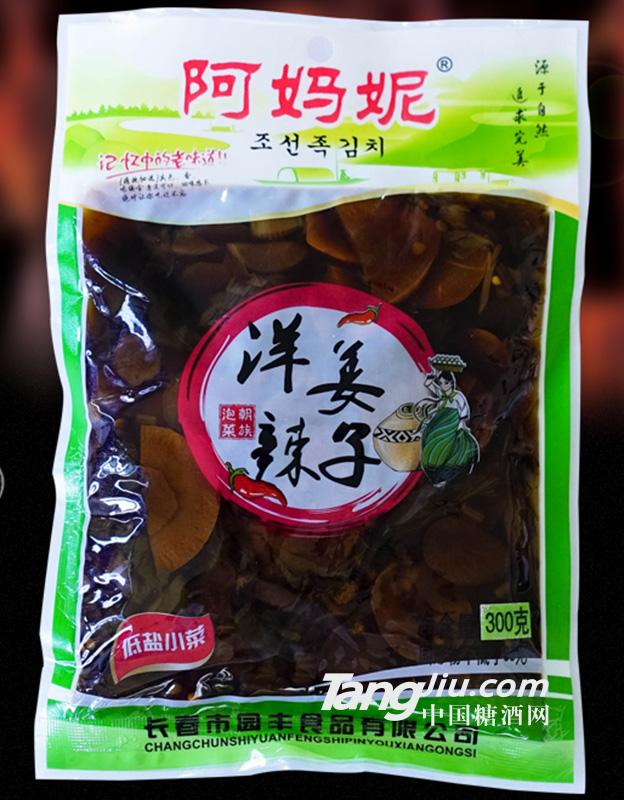 阿妈妮®
조선족김치
源于自然
追求完美
记忆中的老味道!!
洋姜
辣子
朝族
泡菜
低盐小菜
300克
Tangliu.com
中国糖酒网
长春市园丰食品有限公司
CHANGCHUNSHIYUANFENGSHIPINYOUXIANGONGSI